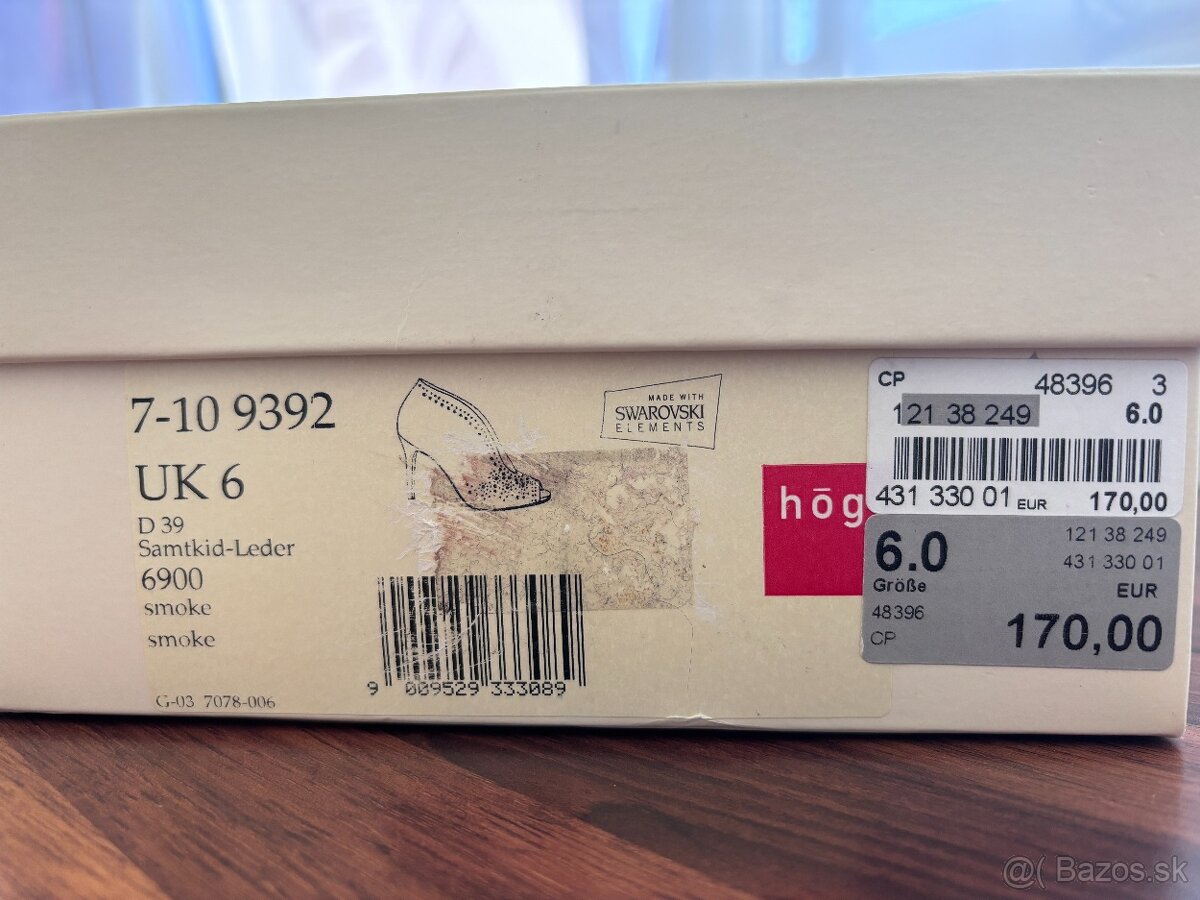 7-10 9392
UK 6
D 39
Samtkid-Leder
6900
smoke
smoke
G-03 7078-006
MADE WITH
SWAROVSKI
ELEMENTS
9 009529 333089
hōg
CP 48396 3
121 38 249 6.0
431 330 01 EUR 170,00
6.0 121 38 249
Größe 431 330 01
EUR
48396
CP 170,00
@( Bazos.sk